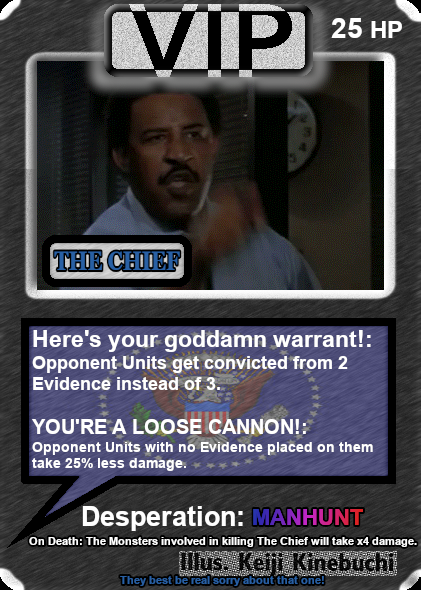 VIP
25 HP
THE CHIEF
Here's your goddamn warrant!:
Opponent Units get convicted from 2
Evidence instead of 3.
YOU'RE A LOOSE CANNON!:
Opponent Units with no Evidence placed on them
take 25% less damage.
Desperation: MANHUNT
On Death: The Monsters involved in killing The Chief will take x4 damage.
Illus. Keiji Kinebuchi
They best be real sorry about that one!